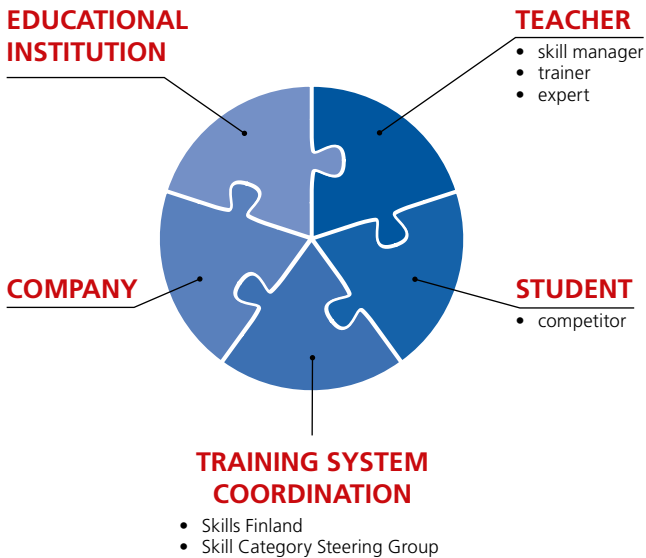 EDUCATIONAL
INSTITUTION
TEACHER
• skill manager
• trainer
• expert
COMPANY
STUDENT
• competitor
TRAINING SYSTEM
COORDINATION
• Skills Finland
• Skill Category Steering Group